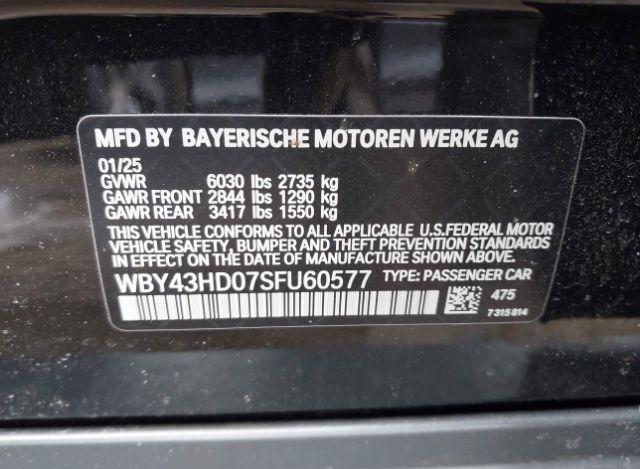 MFD BY BAYERISCHE MOTOREN WERKE AG
01/25
GVWR 6030 lbs 2735 kg
GAWR FRONT 2844 lbs 1290 kg
GAWR REAR 3417 lbs 1550 kg
THIS VEHICLE CONFORMS TO ALL APPLICABLE U.S.FEDERAL MOTOR
VEHICLE SAFETY, BUMPER AND THEFT PREVENTION STANDARDS
IN EFFECT ON THE DATE OF MANUFACTURE SHOWN ABOVE.
WBY43HD07SFU60577 TYPE: PASSENGER CAR
475
7315814